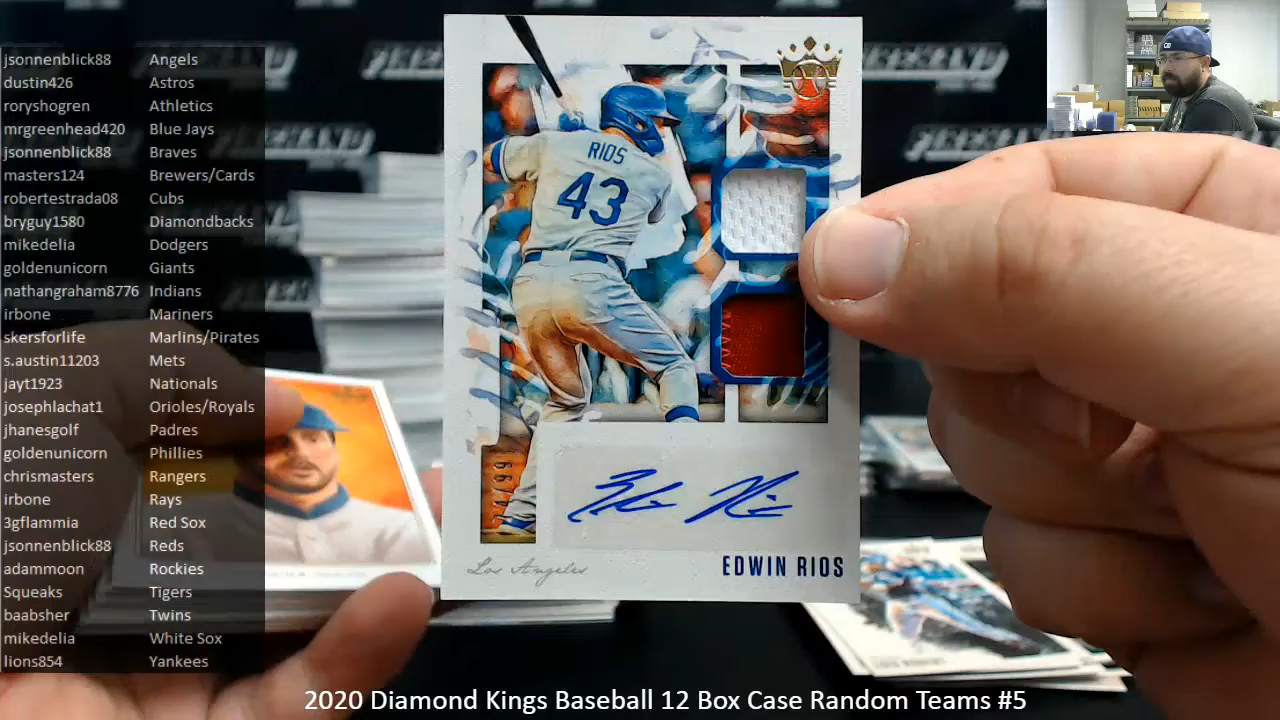 jsonnenblick88 Angels
dustin426 Astros
roryshogren Athletics
mrgreenhead420 Blue Jays
jsonnenblick88 Braves
masters124 Brewers/Cards
robertestrada08 Cubs
bryguy1580 Diamondbacks
mikedelia Dodgers
goldenunicorn Giants
nathangraham8776 Indians
irbone Mariners
skersforlife Marlins/Pirates
s.austin11203 Mets
jayt1923 Nationals
josephlachat1 Orioles/Royals
jhanesgolf Padres
goldenunicorn Phillies
chrismasters Rangers
irbone Rays
3gflammia Red Sox
jsonnenblick88 Reds
adammoon Rockies
Squeaks Tigers
baabsher Twins
mikedelia White Sox
lions854 Yankees
RIOS
43
Los Angeles
EDWIN RIOS
2020 Diamond Kings Baseball 12 Box Case Random Teams #5